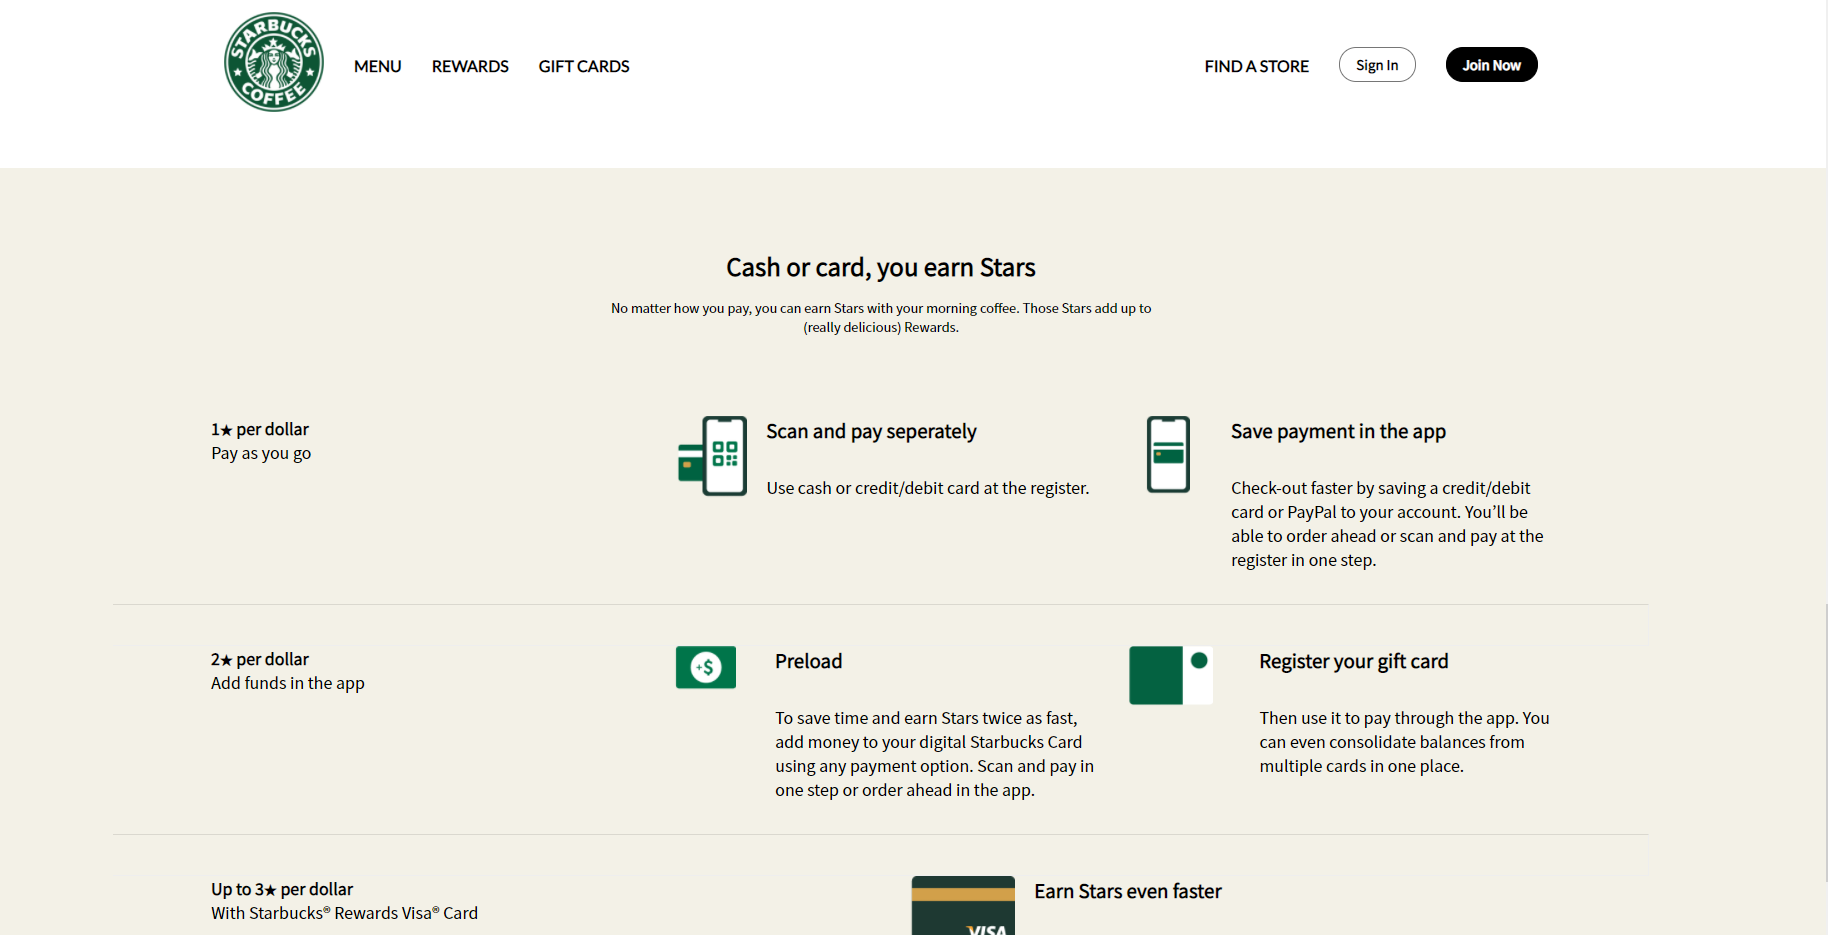 STARBUCKS
COFFEE
MENU
REWARDS
GIFT CARDS
FIND A STORE
Sign In
Join Now
Cash or card, you earn Stars
No matter how you pay, you can earn Stars with your morning coffee. Those Stars add up to
(really delicious) Rewards.
1★ per dollar
Pay as you go
Scan and pay seperately
Use cash or credit/debit card at the register.
Save payment in the app
Check-out faster by saving a credit/debit
card or PayPal to your account. You’ll be
able to order ahead or scan and pay at the
register in one step.
2★ per dollar
Add funds in the app
+$
Preload
To save time and earn Stars twice as fast,
add money to your digital Starbucks Card
using any payment option. Scan and pay in
one step or order ahead in the app.
Register your gift card
Then use it to pay through the app. You
can even consolidate balances from
multiple cards in one place.
Up to 3★ per dollar
With Starbucks® Rewards Visa® Card
VISA
Earn Stars even faster